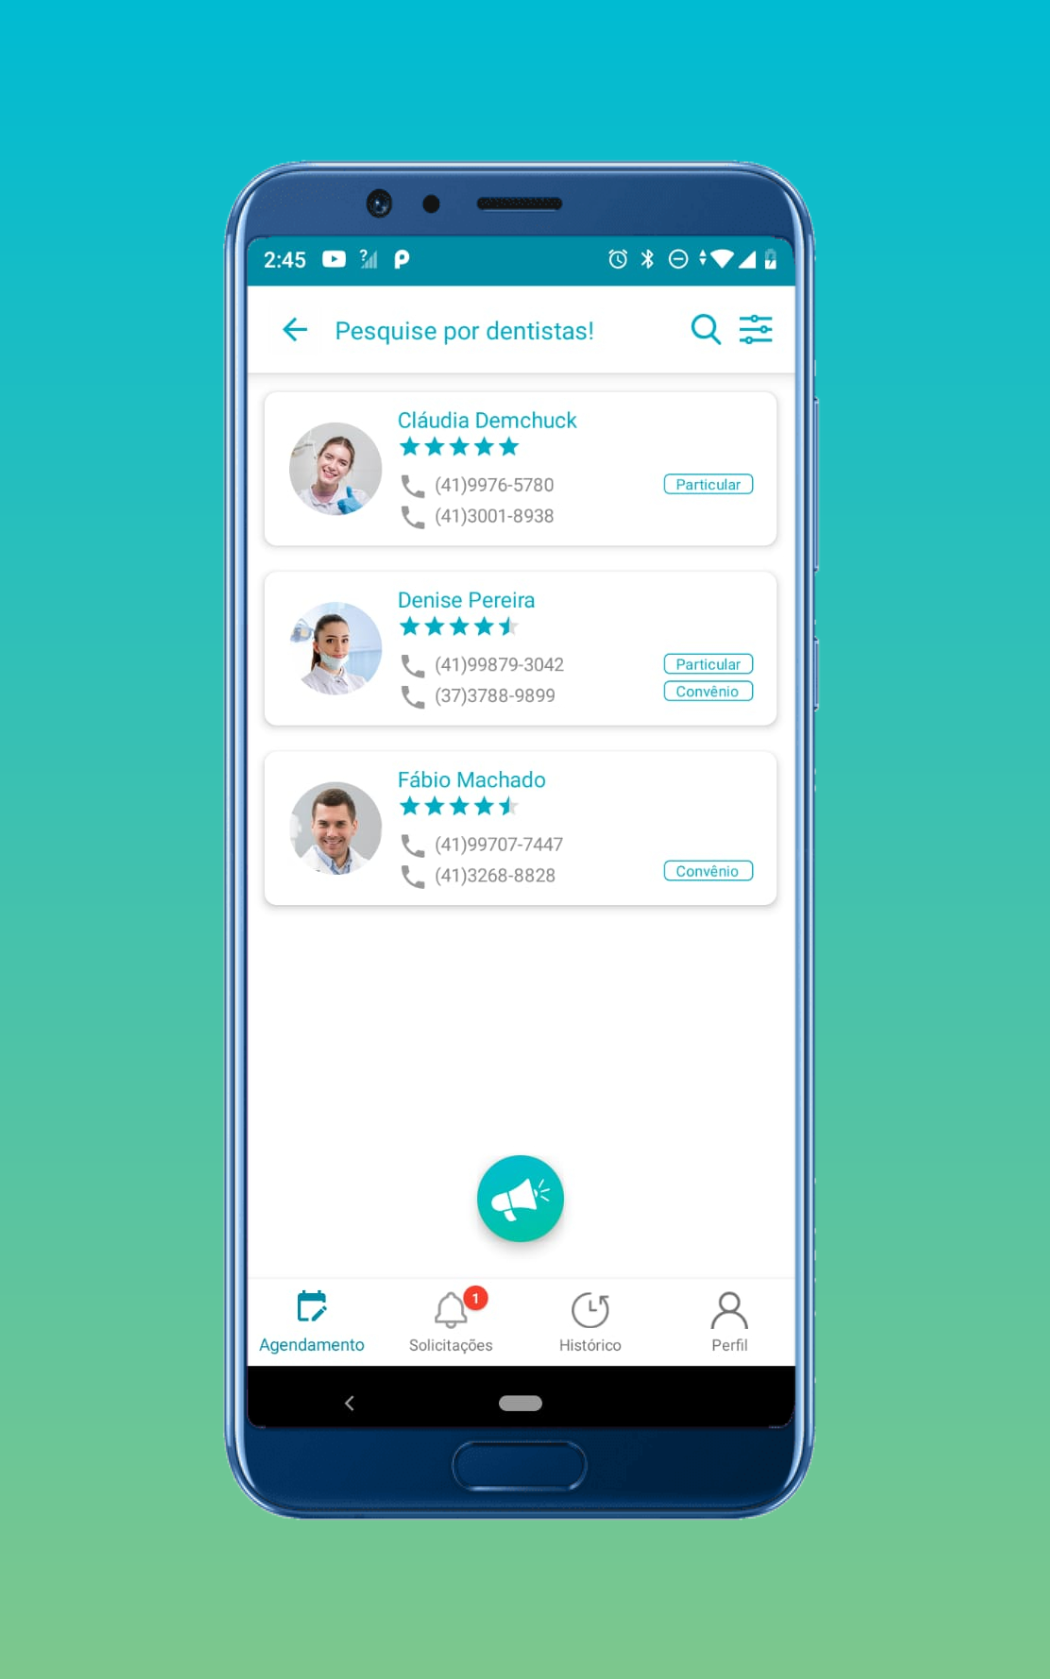 2:45
Pesquise por dentistas!
Cláudia Demchuck
(41)9976-5780
Particular
(41)3001-8938
Denise Pereira
(41)99879-3042
Particular
(37)3788-9899
Convênio
Fábio Machado
(41)99707-7447
(41)3268-8828
Convênio
1
Agendamento
Solicitações
Histórico
Perfil